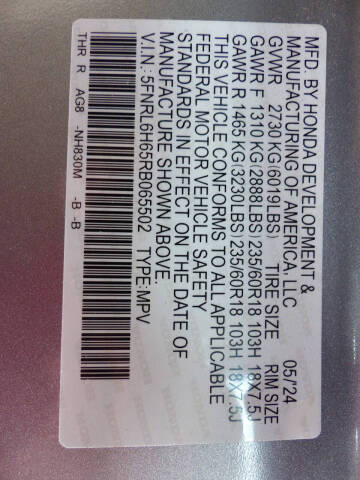 MFD. BY HONDA DEVELOPMENT &
MANUFACTURING OF AMERICA, LLC 05/'24
GVWR 2730 KG(6019LBS) TIRE SIZE RIM SIZE
GAWR F 1310 KG(2888LBS) 235/60R18 103H 18X7.5J
GAWR R 1465 KG(3230LBS) 235/60R18 103H 18X7.5J
THIS VEHICLE CONFORMS TO ALL APPLICABLE
FEDERAL MOTOR VEHICLE SAFETY
STANDARDS IN EFFECT ON THE DATE OF
MANUFACTURE SHOWN ABOVE.
V.I.N.: 5FNRL6H65RB065502 TYPE:MPV
THR R AG8 -NH830M -B -B